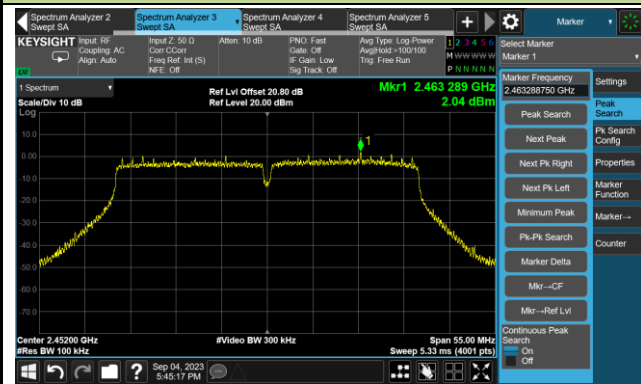 Spectrum Analyzer 2
Swept SA
Spectrum Analyzer 3
Swept SA
Spectrum Analyzer 4
Swept SA
Spectrum Analyzer 5
Swept SA
Marker
KEYSIGHT
Input: RF
Coupling: AC
Align: Auto
Input Z: 50 Ω
Corr CCorr
Freq Ref: Int (S)
NFE: Off
Atten: 10 dB
PNO: Fast
Gate: Off
IF Gain: Low
Sig Track: Off
Avg Type: Log-Power
Avg|Hold:>100/100
Trig: Free Run
1 2 3 4 5 6
M W W W W W
P N N N N N
LVI
Select Marker
Marker 1
1 Spectrum
Scale/Div 10 dB
Log
Ref Lvl Offset 20.80 dB
Ref Level 20.00 dBm
Mkr1 2.463 289 GHz
2.04 dBm
10.0
0.00
-10.0
-20.0
-30.0
-40.0
-50.0
-60.0
-70.0
1
Center 2.45200 GHz
#Res BW 100 kHz
#Video BW 300 kHz
Span 55.00 MHz
Sweep 5.33 ms (4001 pts)
Marker Frequency
2.463288750 GHz
Peak Search
Next Peak
Next Pk Right
Next Pk Left
Minimum Peak
Pk-Pk Search
Marker Delta
Mkr→CF
Mkr→Ref Lvl
Continuous Peak
Search
On
Off
Settings
Peak
Search
Pk Search
Config
Properties
Marker
Function
Marker→
Counter
Sep 04, 2023
5:45:17 PM